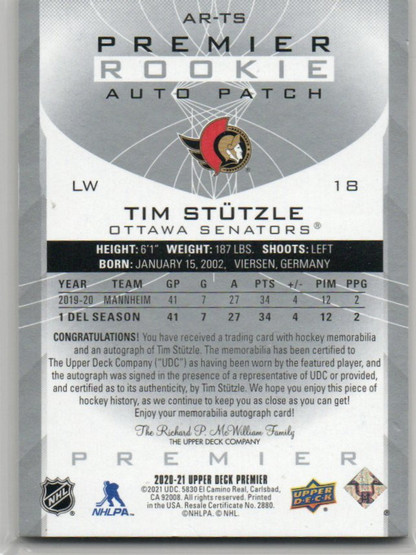 AR-TS
PREMIER
ROOKIE
AUTO PATCH
LW 18
TIM STÜTZLE
OTTAWA SENATORS®
HEIGHT: 6'1" WEIGHT: 187 LBS. SHOOTS: LEFT
BORN: JANUARY 15, 2002, VIERSEN, GERMANY
YEAR TEAM GP G A PTS +/- PIM PPG
2019-20 MANNHEIM 41 7 27 34 4 12 2
1 DEL SEASON 41 7 27 34 4 12 2
CONGRATULATIONS! You have received a trading card with hockey memorabilia
and an autograph of Tim Stützle. The memorabilia has been certified to
The Upper Deck Company ("UDC") as having been worn by the featured player, and
the autograph was signed in the presence of a representative of UDC or provided,
and certified as to its authenticity, by Tim Stützle. We hope you enjoy this piece of
hockey history, as we continue to keep you as close as you can get!
Enjoy your memorabilia autograph card!
The Richard P. McWilliam Family
THE UPPER DECK COMPANY
PREMIER
2020-21 UPPER DECK PREMIER
©2021 UDC. 5830 El Camino Real, Carlsbad,
CA 92008. All rights reserved. Printed
in the USA. Resale Certificate No. 2880.
©NHLPA. © NHL.
NHL
NHLPA.
UPPER
DECK